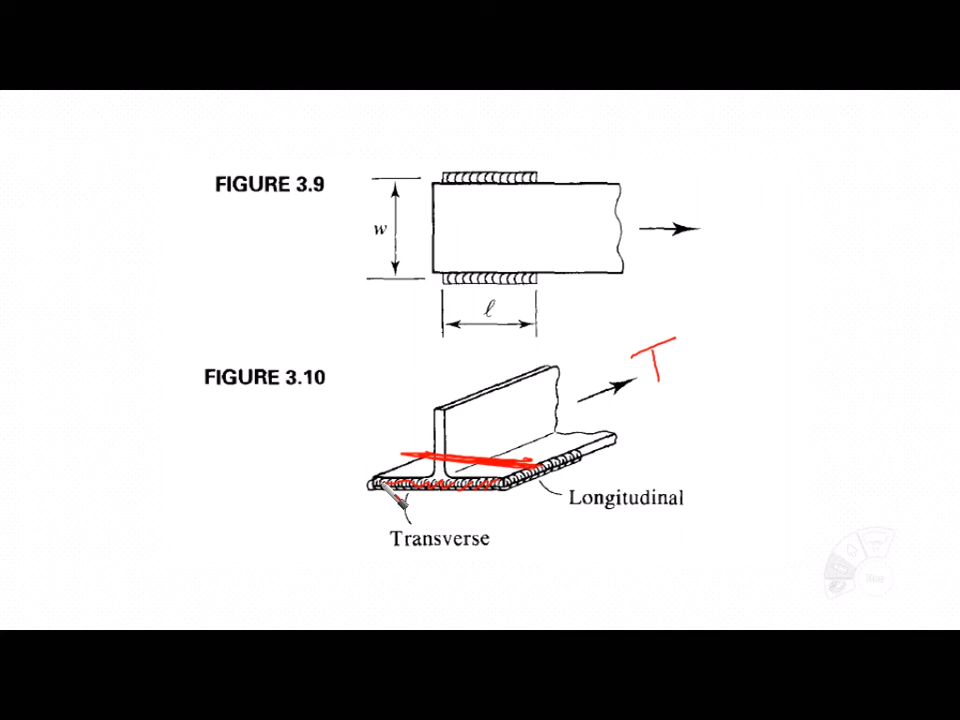 FIGURE 3.9
w
ℓ
FIGURE 3.10
T
Longitudinal
Transverse